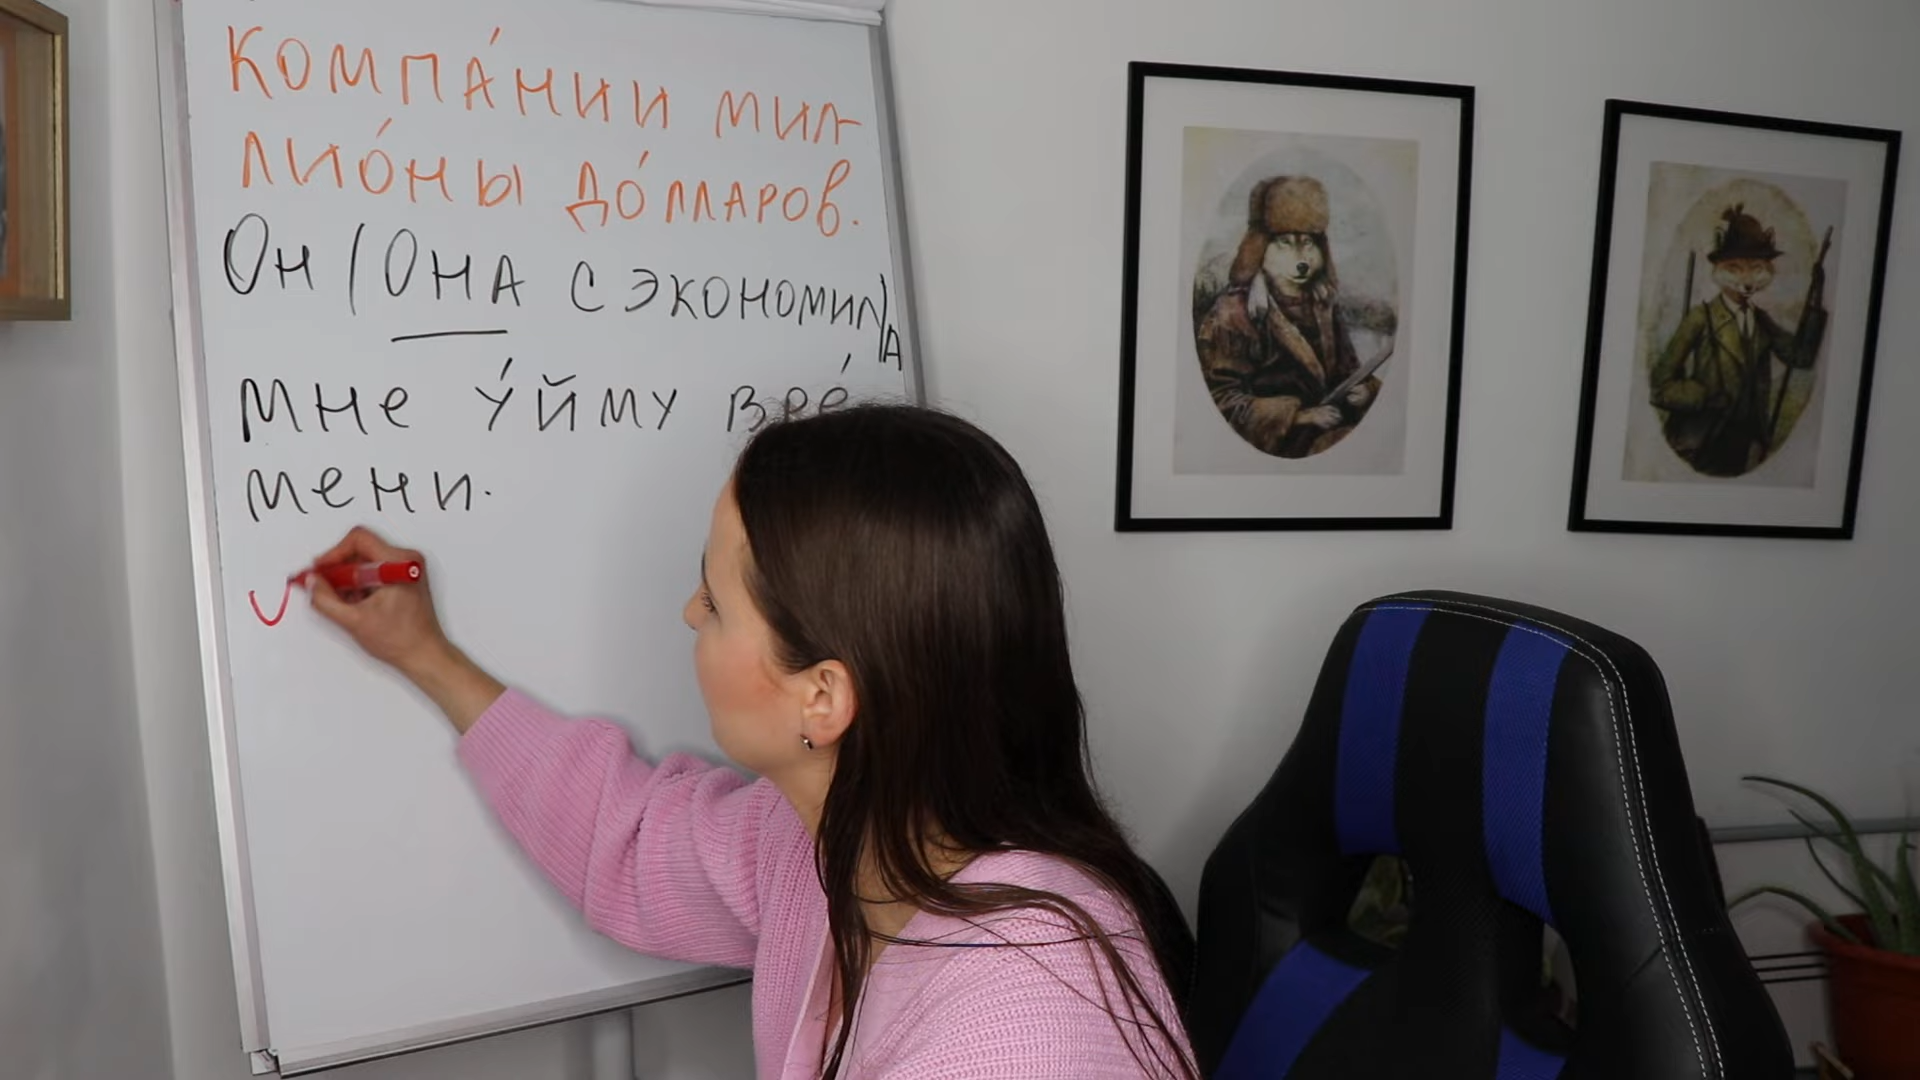 КОМПА́НИИ МИЛ-
ЛИО́НЫ ДО́ЛЛАРОВ.
Он / ОНА СЭКОНОМИЛ/А
мне у́йму вре́-
мени.